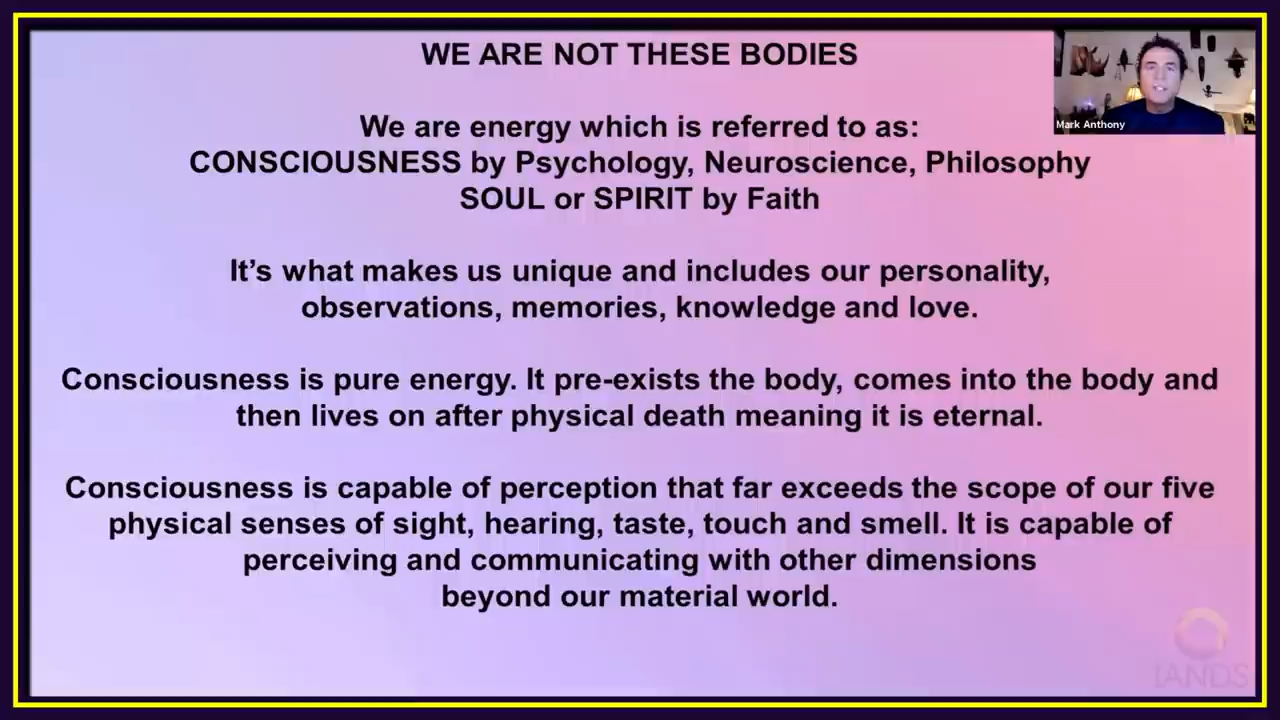 WE ARE NOT THESE BODIES
We are energy which is referred to as:
CONSCIOUSNESS by Psychology, Neuroscience, Philosophy
SOUL or SPIRIT by Faith
It’s what makes us unique and includes our personality,
observations, memories, knowledge and love.
Consciousness is pure energy. It pre-exists the body, comes into the body and
then lives on after physical death meaning it is eternal.
Consciousness is capable of perception that far exceeds the scope of our five
physical senses of sight, hearing, taste, touch and smell. It is capable of
perceiving and communicating with other dimensions
beyond our material world.
Mark Anthony
IANDS